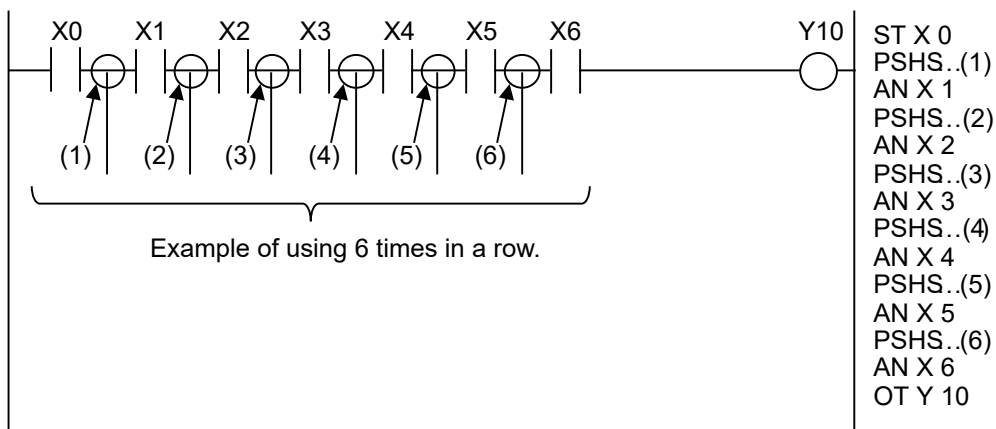 X0 X1 X2 X3 X4 X5 X6 Y10
(1) (2) (3) (4) (5) (6)
Example of using 6 times in a row.
ST X 0
PSHS...(1)
AN X 1
PSHS...(2)
AN X 2
PSHS...(3)
AN X 3
PSHS...(4)
AN X 4
PSHS...(5)
AN X 5
PSHS...(6)
AN X 6
OT Y 10